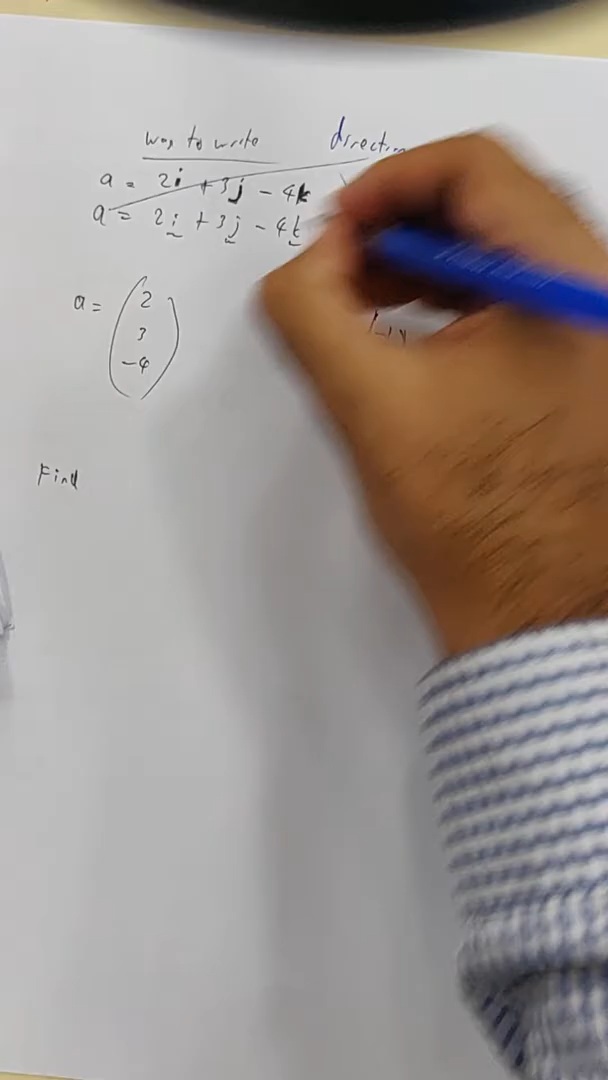 way to write
direction
a = 2i + 3j - 4k
a = 2i + 3j - 4k
a = (2
3
-4)
Find